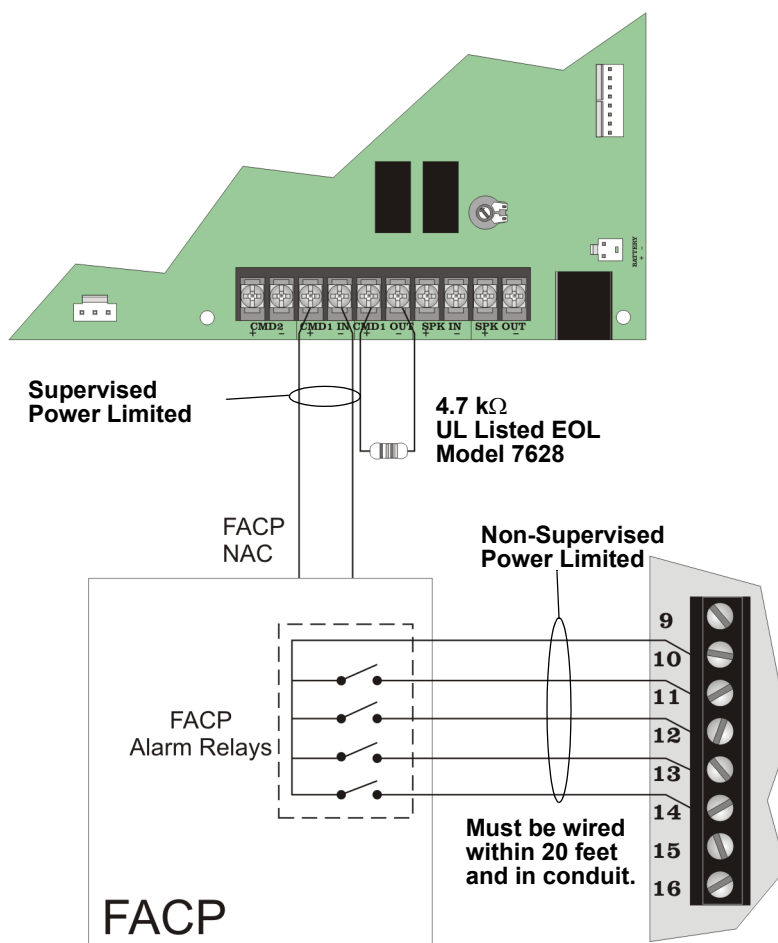 BATTERY
+ -
CMD2 CMD1 IN CMD1 OUT SPK IN SPK OUT
+ - + - + - + - + -
Supervised
Power Limited
4.7 kΩ
UL Listed EOL
Model 7628
FACP
NAC
Non-Supervised
Power Limited
9
10
11
12
13
14
15
16
FACP
Alarm Relays
Must be wired
within 20 feet
and in conduit.
FACP